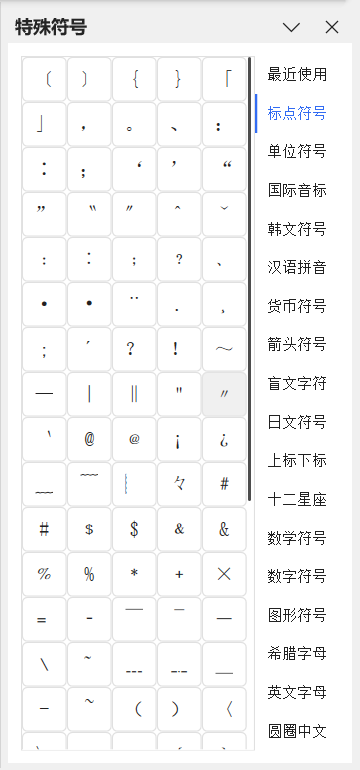 特殊符号
〔 〕 { } 「
」 ， 。 、 ：
： ； ‘ ’ “
” 〝 〞 ˆ ˇ
﹕ ： ; ﹖ 、
• · ¨ . ¸
; ´ ? ! ～
— | ‖ " 〃
` @ ﹫ ¡ ¿
﹏ ﹋ ︴ 々 #
# $ $ & &
% % * + ×
= - ￣ ¯ —
\ ˜ ﹍ ﹎ ＿
- ~ （ ） 〈
最近使用
标点符号
单位符号
国际音标
韩文符号
汉语拼音
货币符号
箭头符号
盲文字符
日文符号
上标下标
十二星座
数学符号
数字符号
图形符号
希腊字母
英文字母
圆圈中文